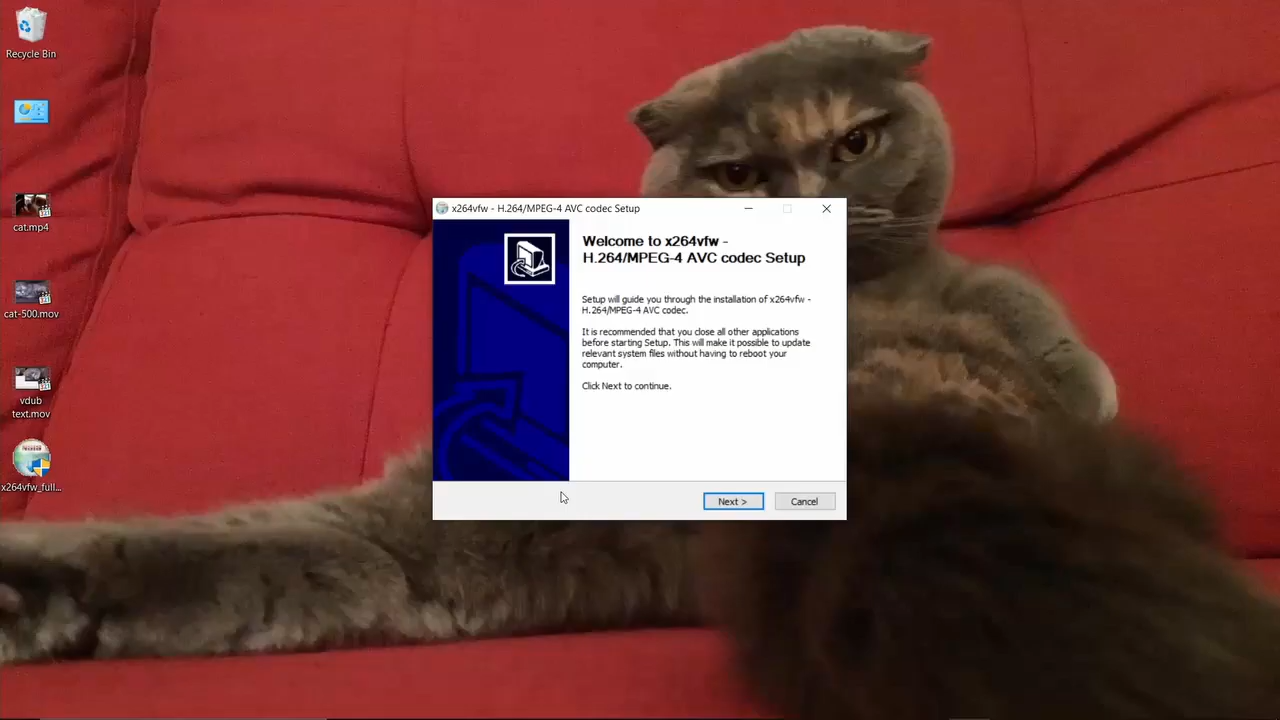 Recycle Bin
cat.mp4
cat-500.mov
vdub
text.mov
x264vfw_full...
x264vfw - H.264/MPEG-4 AVC codec Setup
Welcome to x264vfw -
H.264/MPEG-4 AVC codec Setup
Setup will guide you through the installation of x264vfw -
H.264/MPEG-4 AVC codec.
It is recommended that you close all other applications
before starting Setup. This will make it possible to update
relevant system files without having to reboot your
computer.
Click Next to continue.
Next >
Cancel